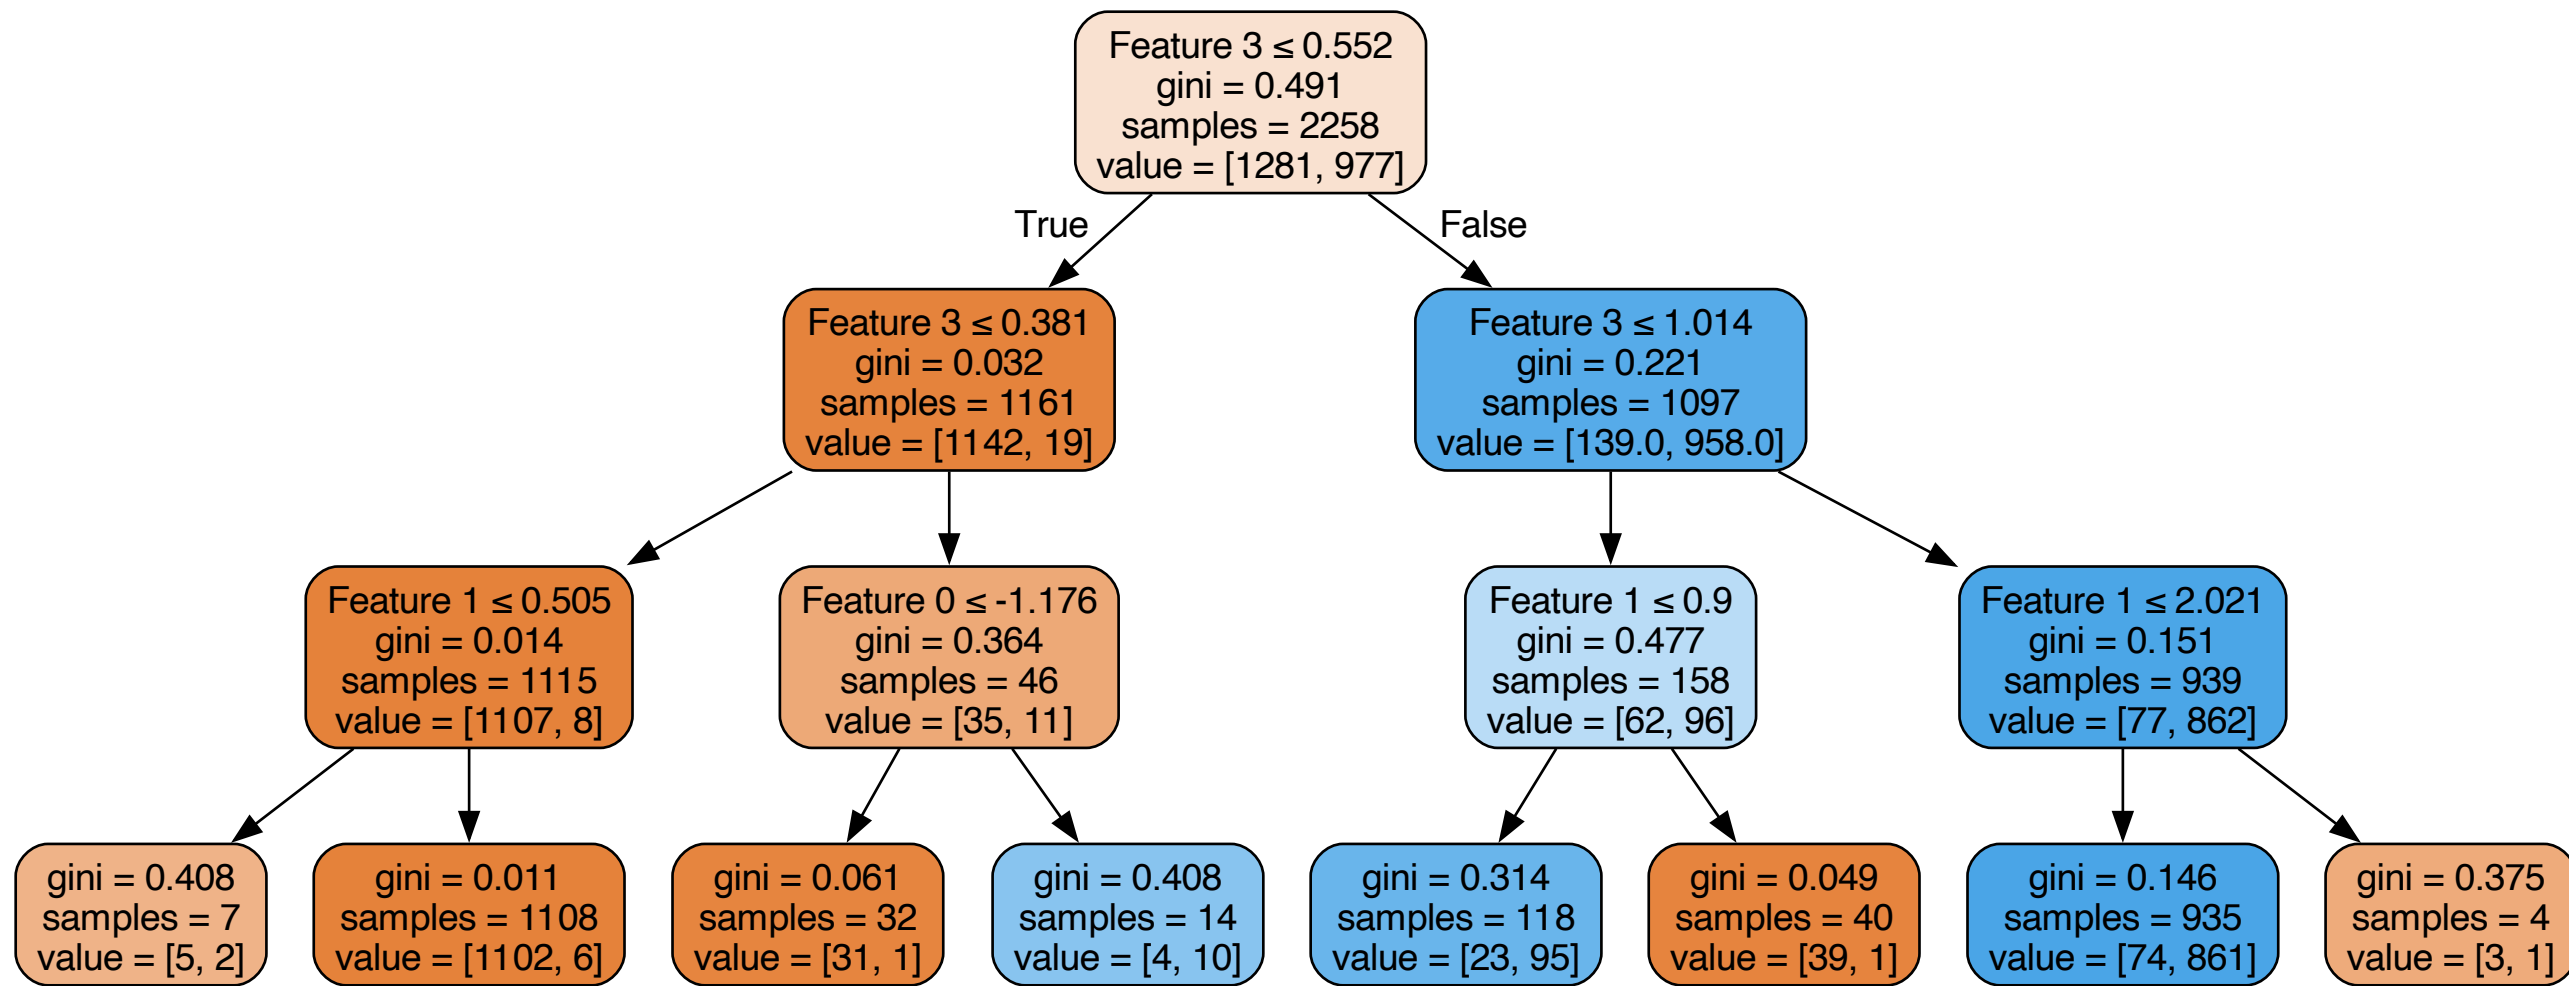 Feature 3 ≤ 0.552
gini = 0.491
samples = 2258
value = [1281, 977]
True
False
Feature 3 ≤ 0.381
gini = 0.032
samples = 1161
value = [1142, 19]
Feature 3 ≤ 1.014
gini = 0.221
samples = 1097
value = [139.0, 958.0]
Feature 1 ≤ 0.505
gini = 0.014
samples = 1115
value = [1107, 8]
Feature 0 ≤ -1.176
gini = 0.364
samples = 46
value = [35, 11]
Feature 1 ≤ 0.9
gini = 0.477
samples = 158
value = [62, 96]
Feature 1 ≤ 2.021
gini = 0.151
samples = 939
value = [77, 862]
gini = 0.408
samples = 7
value = [5, 2]
gini = 0.011
samples = 1108
value = [1102, 6]
gini = 0.061
samples = 32
value = [31, 1]
gini = 0.408
samples = 14
value = [4, 10]
gini = 0.314
samples = 118
value = [23, 95]
gini = 0.049
samples = 40
value = [39, 1]
gini = 0.146
samples = 935
value = [74, 861]
gini = 0.375
samples = 4
value = [3, 1]